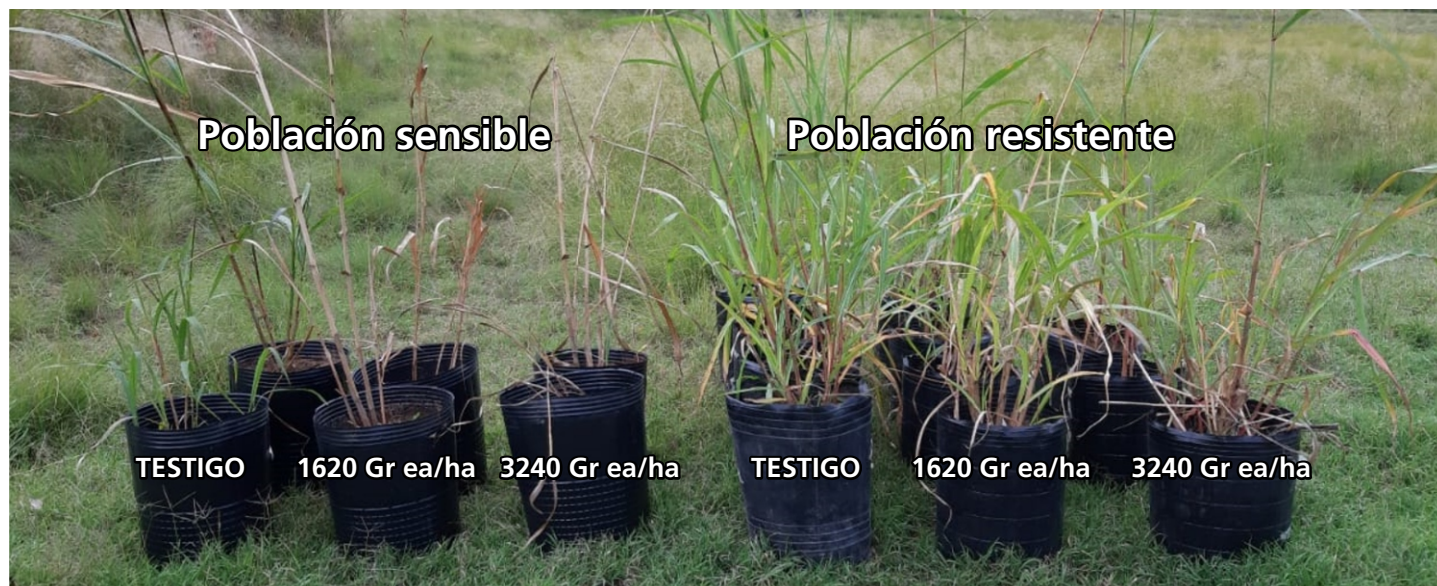 Población sensible
Población resistente
TESTIGO
1620 Gr ea/ha
3240 Gr ea/ha
TESTIGO
1620 Gr ea/ha
3240 Gr ea/ha